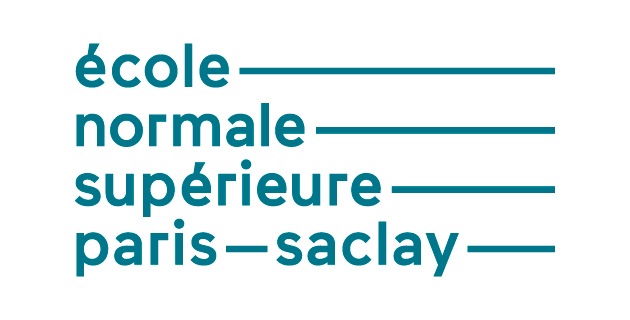 école
normale
supérieure
paris—saclay